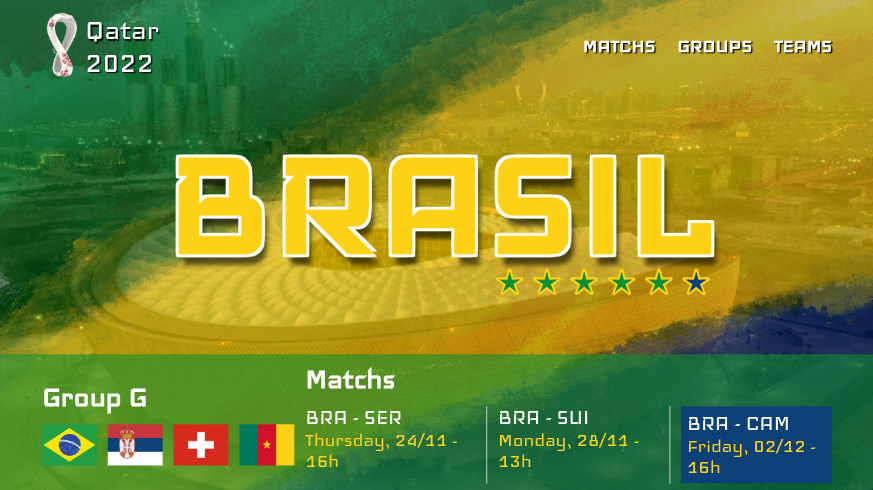 Qatar
2022
MATCHS GROUPS TEAMS
BRASIL
Group G
Matchs
BRA - SER
Thursday, 24/11 -
16h
BRA - SUI
Monday, 28/11 -
13h
BRA - CAM
Friday, 02/12 -
16h